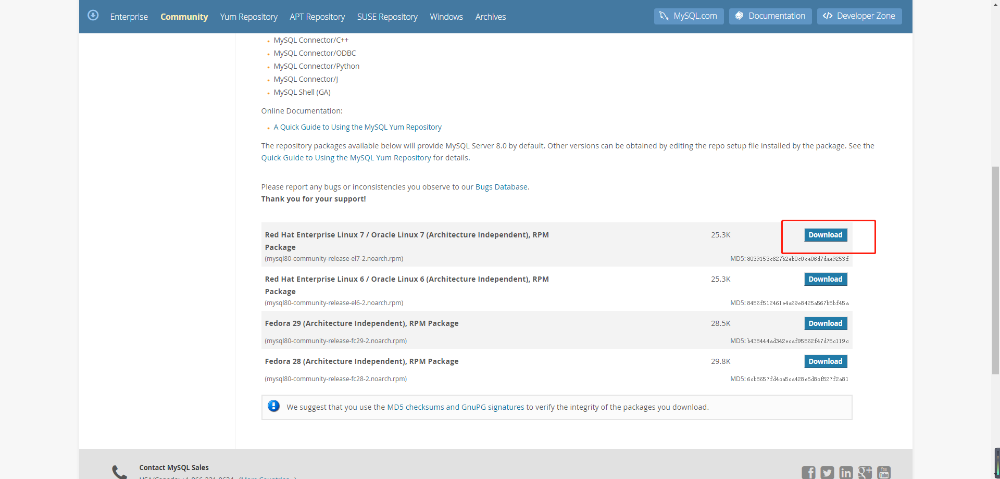 Enterprise Community Yum Repository APT Repository SUSE Repository Windows Archives MySQL.com Documentation Developer Zone
MySQL Connector/C++
MySQL Connector/ODBC
MySQL Connector/Python
MySQL Connector/J
MySQL Shell (GA)
Online Documentation:
A Quick Guide to Using the MySQL Yum Repository
The repository packages available below will provide MySQL Server 8.0 by default. Other versions can be obtained by editing the repo setup file installed by the package. See the
Quick Guide to Using the MySQL Yum Repository for details.
Please report any bugs or inconsistencies you observe to our Bugs Database.
Thank you for your support!
Red Hat Enterprise Linux 7 / Oracle Linux 7 (Architecture Independent), RPM 25.3K Download
Package
(mysql80-community-release-el7-2.noarch.rpm) MD5: 8039153c627b2eb0c0ce06d7dae9253f
Red Hat Enterprise Linux 6 / Oracle Linux 6 (Architecture Independent), RPM 25.3K Download
Package
(mysql80-community-release-el6-2.noarch.rpm) MD5: 8456f512461e4a69e8425a567b5bf45a
Fedora 29 (Architecture Independent), RPM Package 28.5K Download
(mysql80-community-release-fc29-2.noarch.rpm) MD5: b438444ad342ecaf95562f47d75c119c
Fedora 28 (Architecture Independent), RPM Package 29.8K Download
(mysql80-community-release-fc28-2.noarch.rpm) MD5: 6cb8657fd4ca5ca428e5d8cf527f2a81
We suggest that you use the MD5 checksums and GnuPG signatures to verify the integrity of the packages you download.
Contact MySQL Sales